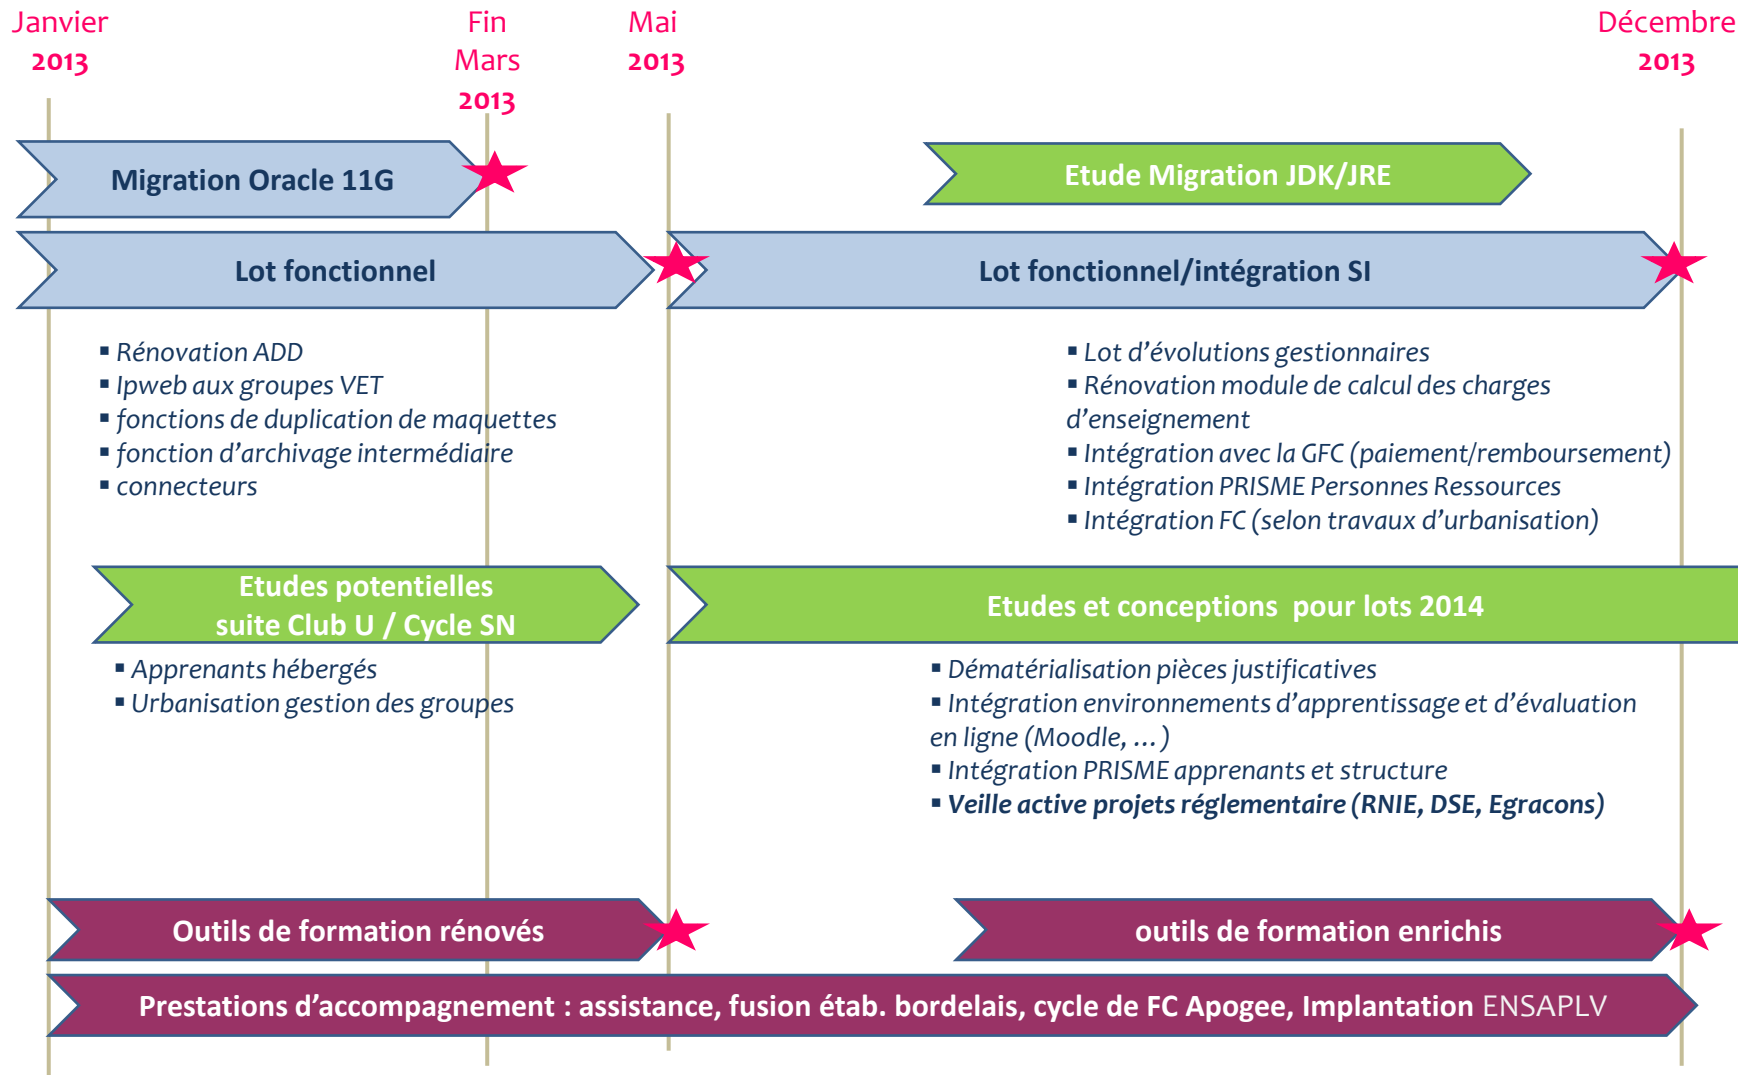 Janvier
2013
Fin
Mars
2013
Mai
2013
Décembre
2013
Migration Oracle 11G
Etude Migration JDK/JRE
Lot fonctionnel
Lot fonctionnel/intégration SI
▪ Rénovation ADD
▪ Ipweb aux groupes VET
▪ fonctions de duplication de maquettes
▪ fonction d’archivage intermédiaire
▪ connecteurs
▪ Lot d’évolutions gestionnaires
▪ Rénovation module de calcul des charges
d’enseignement
▪ Intégration avec la GFC (paiement/remboursement)
▪ Intégration PRISME Personnes Ressources
▪ Intégration FC (selon travaux d’urbanisation)
Etudes potentielles
suite Club U / Cycle SN
Etudes et conceptions pour lots 2014
▪ Apprenants hébergés
▪ Urbanisation gestion des groupes
▪ Dématérialisation pièces justificatives
▪ Intégration environnements d’apprentissage et d’évaluation
en ligne (Moodle, …)
▪ Intégration PRISME apprenants et structure
▪ Veille active projets réglementaire (RNIE, DSE, Egracons)
Outils de formation rénovés
outils de formation enrichis
Prestations d’accompagnement : assistance, fusion étab. bordelais, cycle de FC Apogee, Implantation ENSAPLV